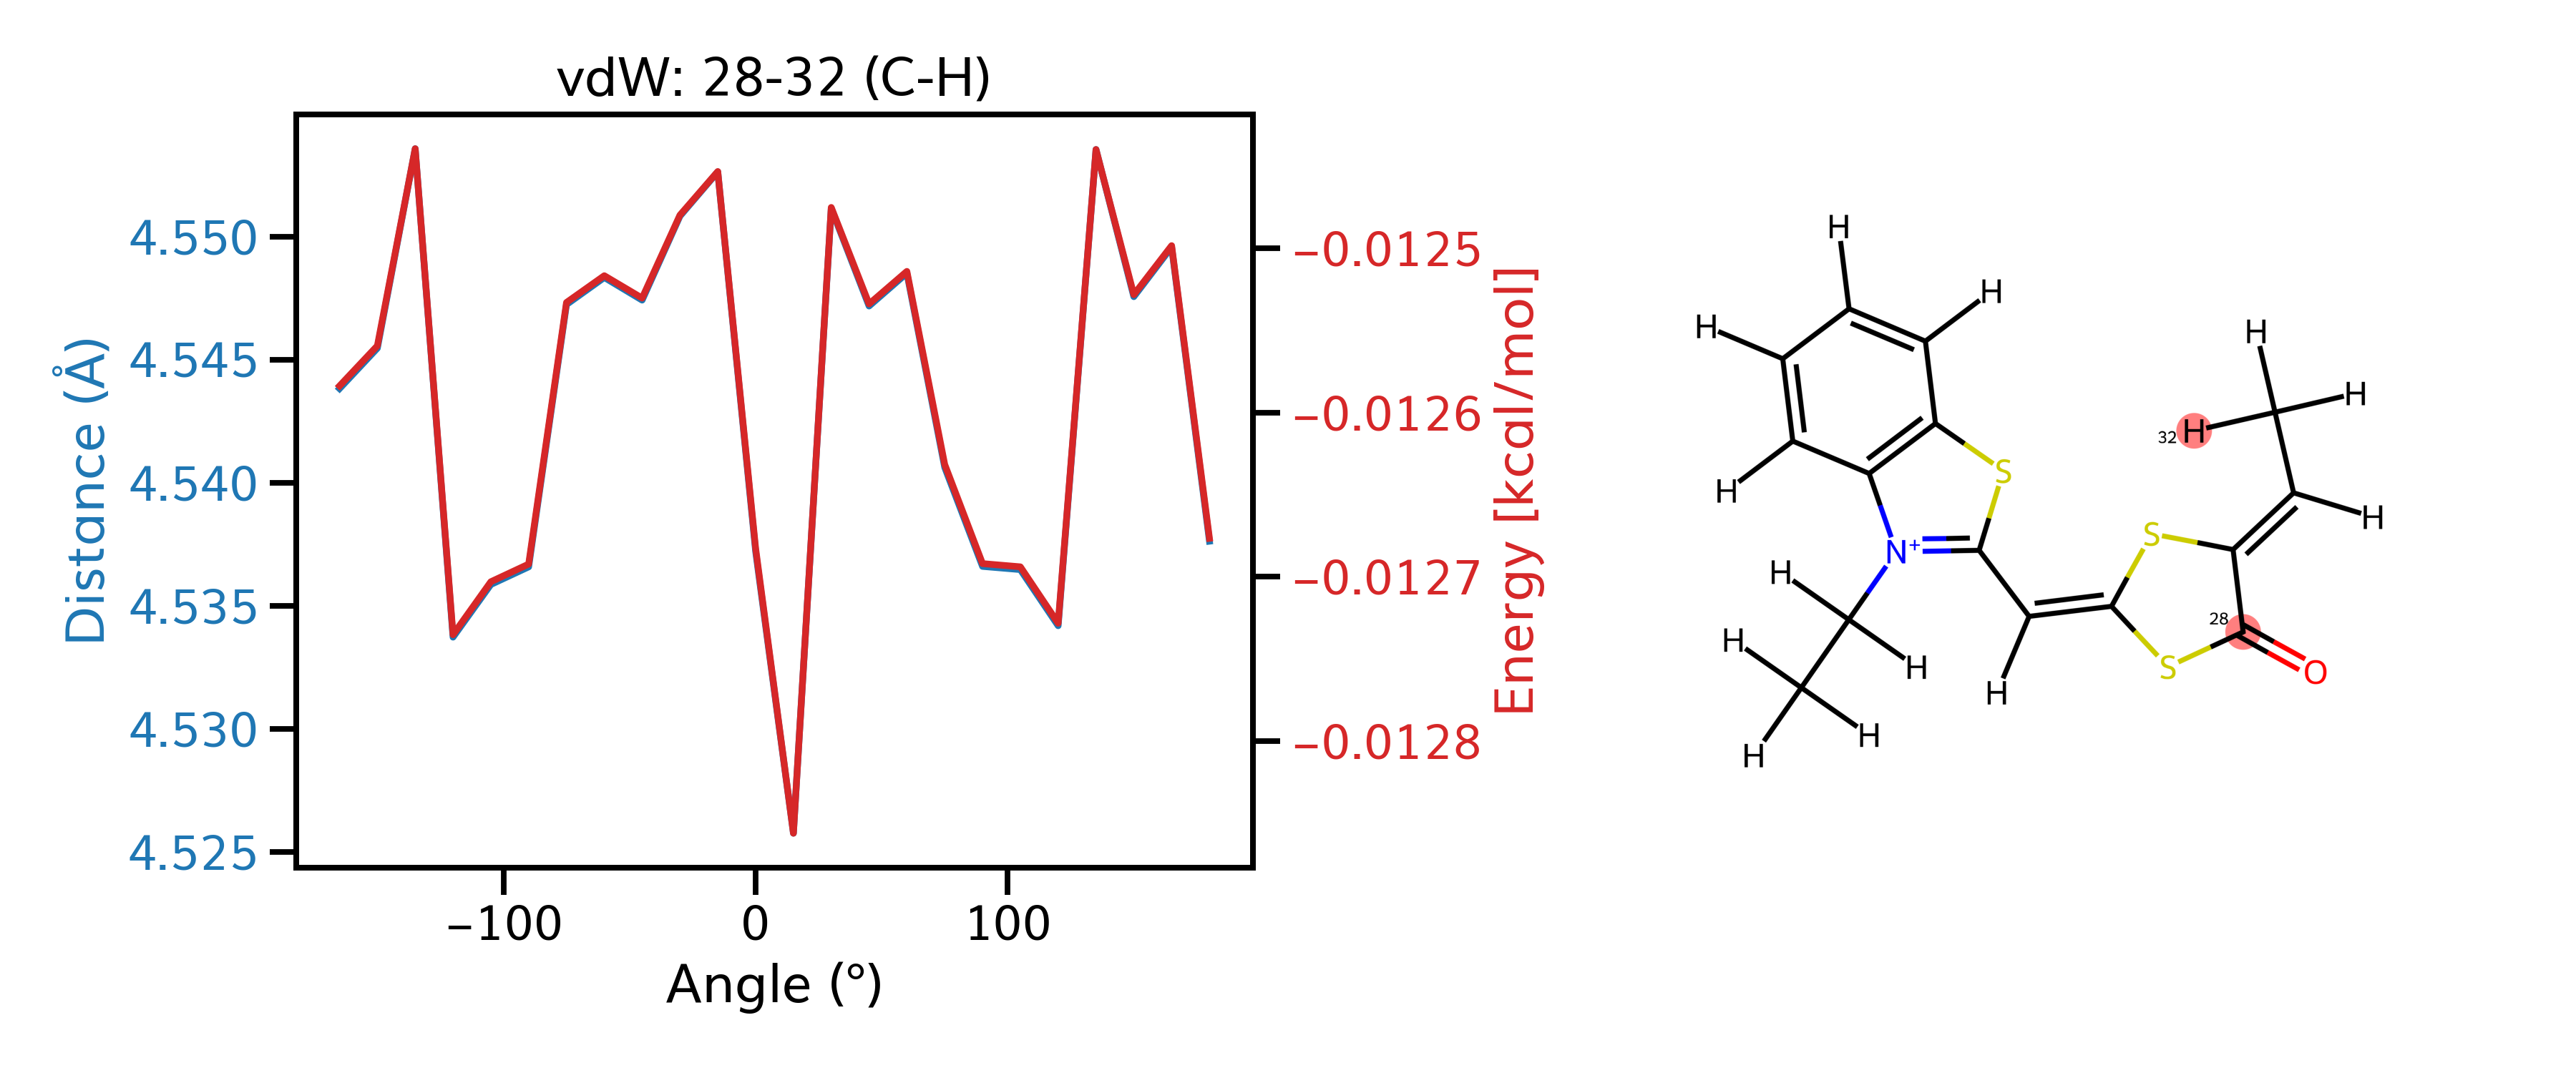 vdW: 28-32 (C-H)
Distance (Å)
4.550
4.545
4.540
4.535
4.530
4.525
−100
0
100
Angle (°)
−0.0125
−0.0126
−0.0127
−0.0128
Energy [kcal/mol]
H
H
H
H
H
H
32
H
S
H
S
N⁺
H
28
H
H
S
O
H
H
H